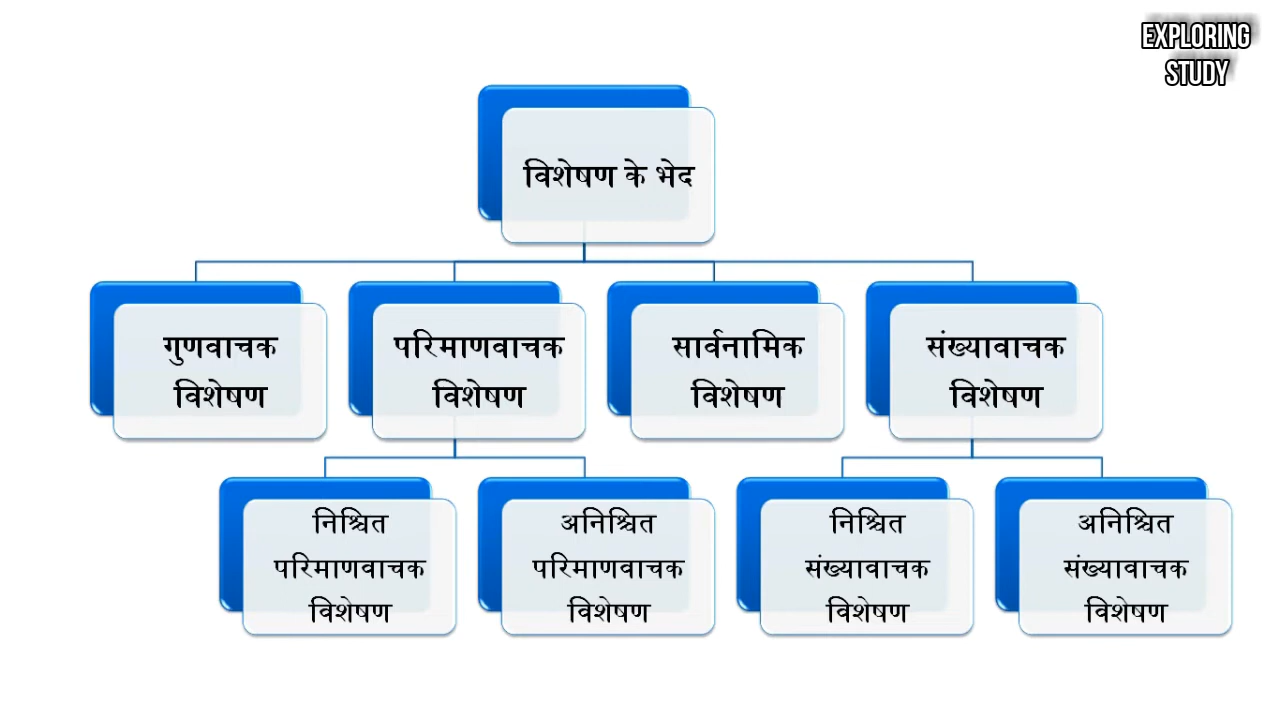 EXPLORING
STUDY
विशेषण के भेद
गुणवाचक
विशेषण
परिमाणवाचक
विशेषण
सार्वनामिक
विशेषण
संख्यावाचक
विशेषण
निश्चित
परिमाणवाचक
विशेषण
अनिश्चित
परिमाणवाचक
विशेषण
निश्चित
संख्यावाचक
विशेषण
अनिश्चित
संख्यावाचक
विशेषण